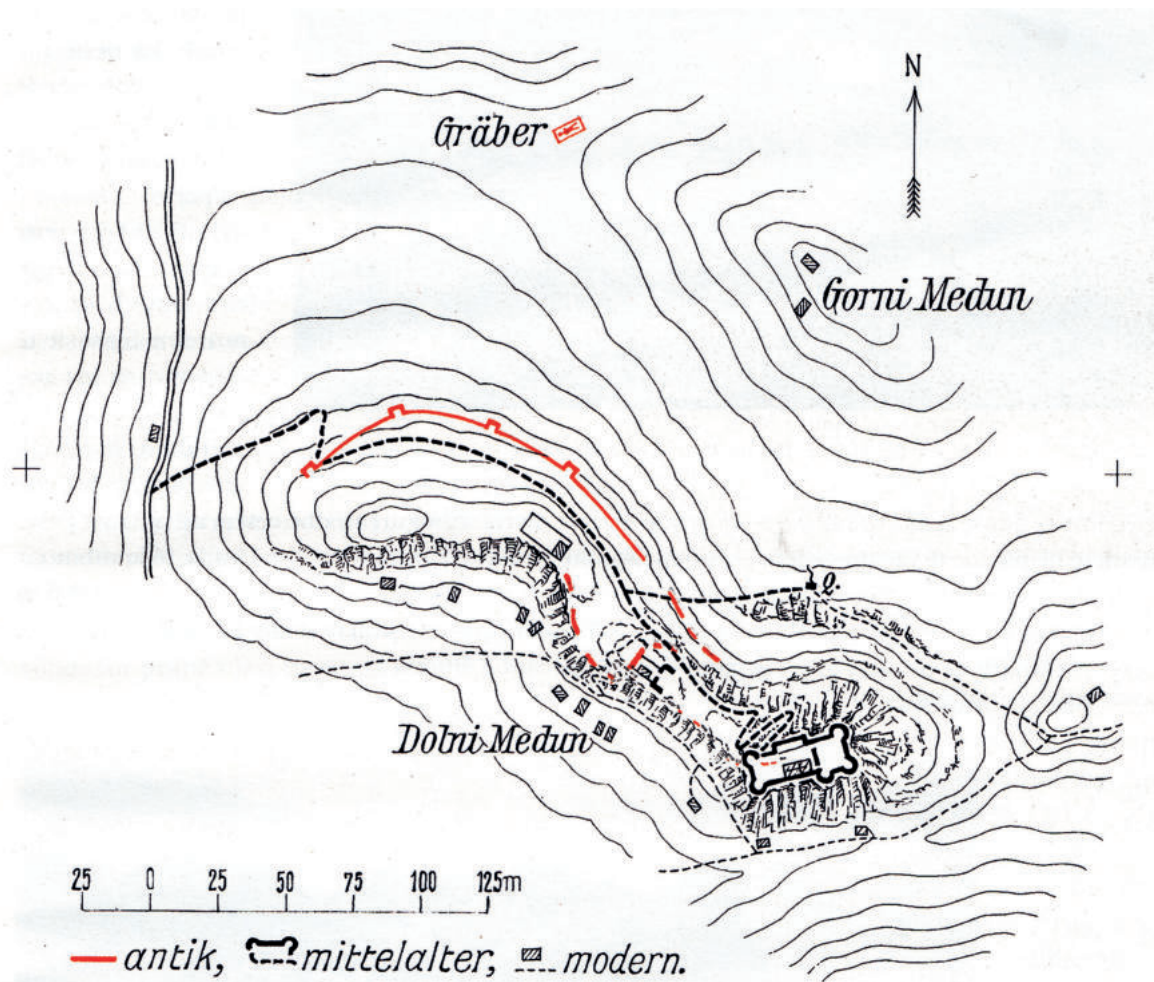 N
Gräber
Gorni Medun
Q.
Dolni Medun
25 0 25 50 75 100 125m
antik, mittelalter, modern.